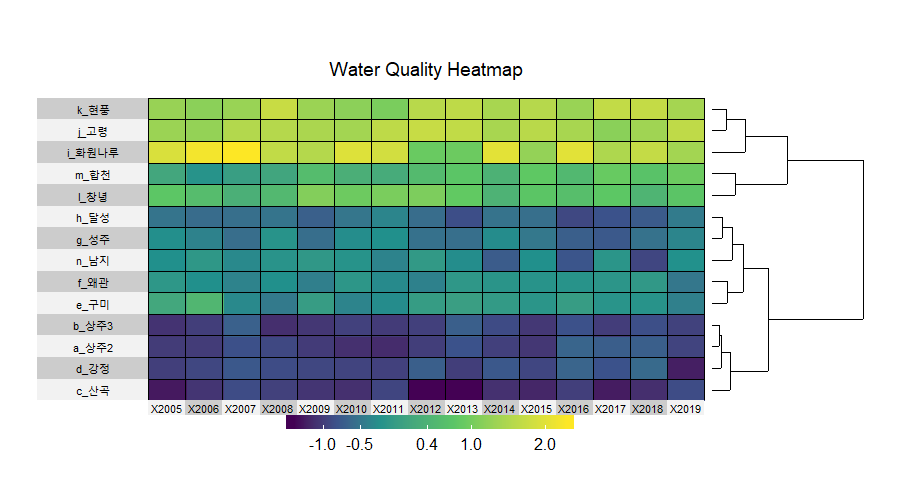 Water Quality Heatmap
k_현풍
j_고령
i_화원나루
m_합천
l_창녕
h_달성
g_성주
n_남지
f_왜관
e_구미
b_상주3
a_상주2
d_강정
c_산곡
X2005 X2006 X2007 X2008 X2009 X2010 X2011 X2012 X2013 X2014 X2015 X2016 X2017 X2018 X2019
-1.0 -0.5 0.4 1.0 2.0